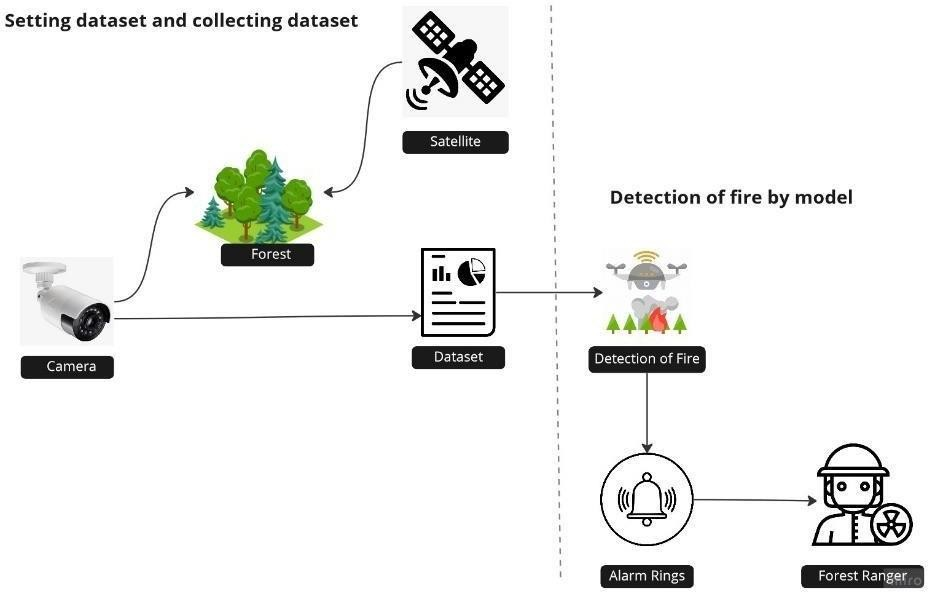 Setting dataset and collecting dataset
Satellite
Forest
Camera
Dataset
Detection of fire by model
Detection of Fire
Alarm Rings
Forest Ranger
miro